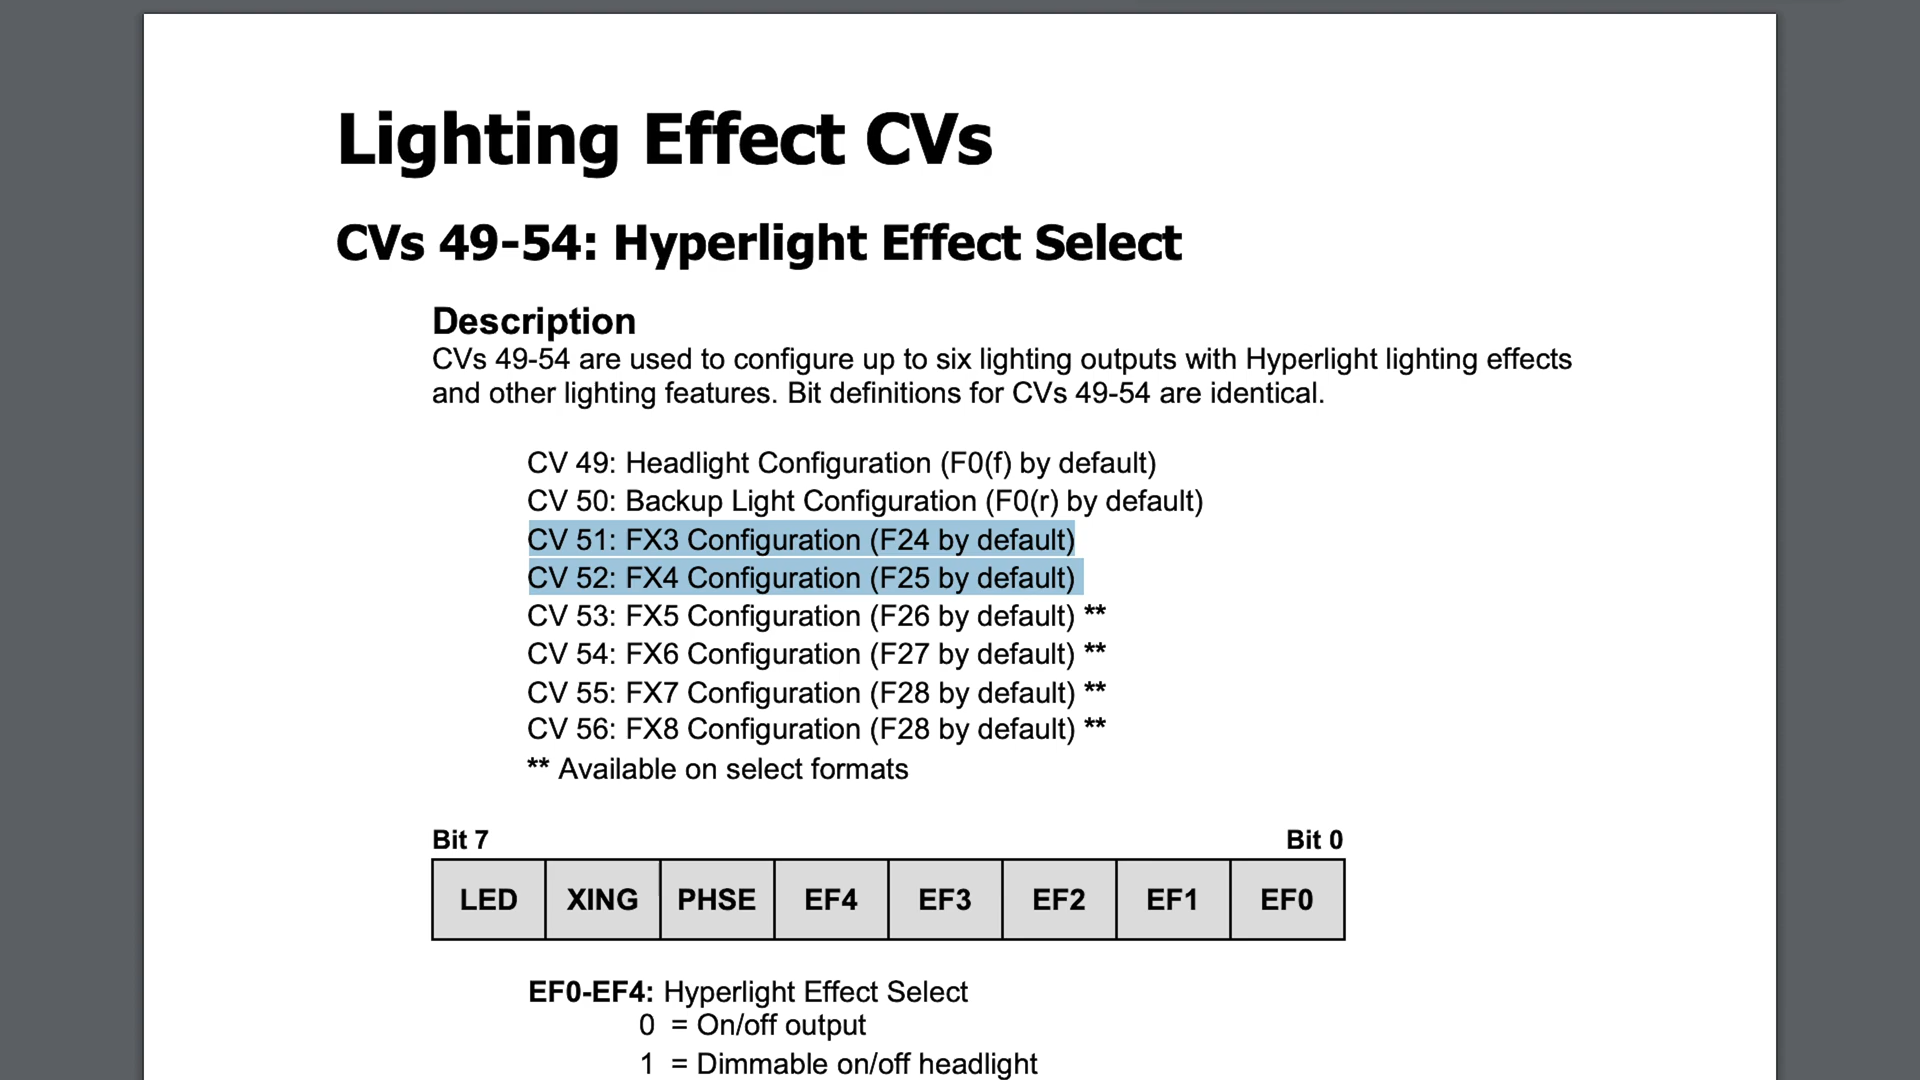 Lighting Effect CVs
CVs 49-54: Hyperlight Effect Select
Description
CVs 49-54 are used to configure up to six lighting outputs with Hyperlight lighting effects
and other lighting features. Bit definitions for CVs 49-54 are identical.
CV 49: Headlight Configuration (F0(f) by default)
CV 50: Backup Light Configuration (F0(r) by default)
CV 51: FX3 Configuration (F24 by default)
CV 52: FX4 Configuration (F25 by default)
CV 53: FX5 Configuration (F26 by default) **
CV 54: FX6 Configuration (F27 by default) **
CV 55: FX7 Configuration (F28 by default) **
CV 56: FX8 Configuration (F28 by default) **
** Available on select formats
Bit 7 Bit 0
LED XING PHSE EF4 EF3 EF2 EF1 EF0
EF0-EF4: Hyperlight Effect Select
0 = On/off output
1 = Dimmable on/off headlight